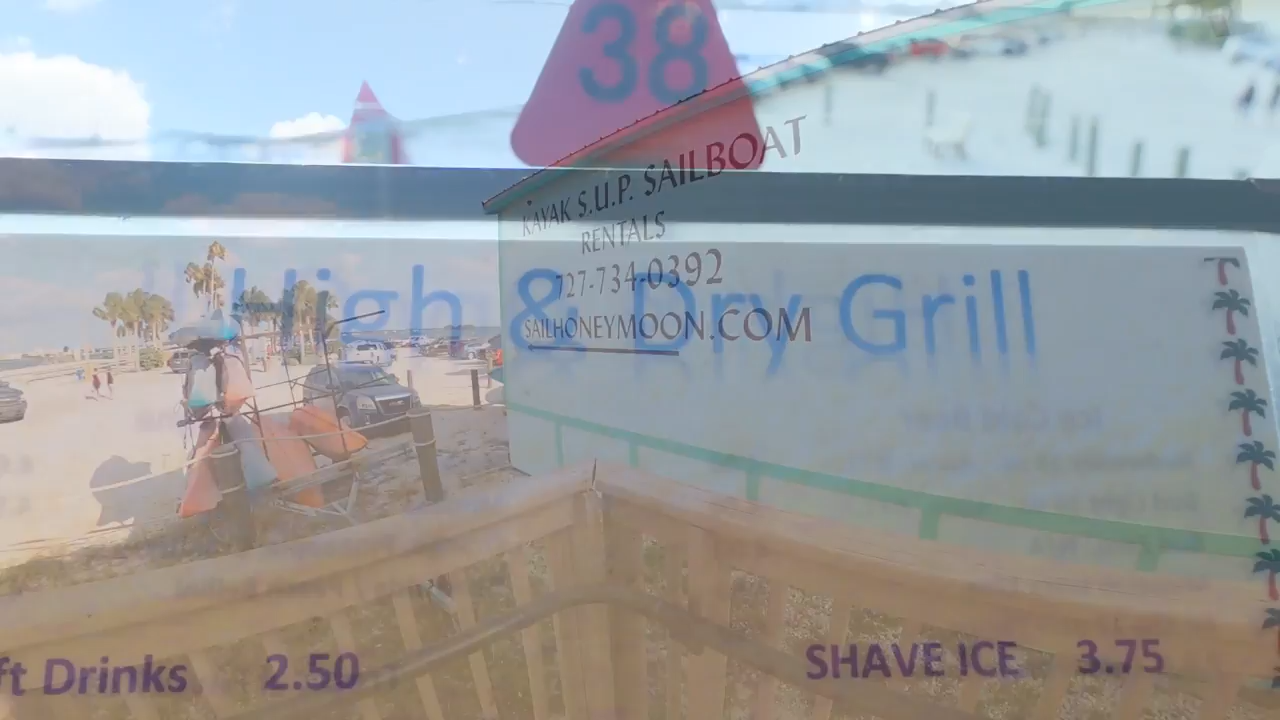 38
KAYAK S.U.P. SAILBOAT
RENTALS
727-734-0392
SAILHONEYMOON.COM
High & Dry Grill
ft Drinks 2.50
SHAVE ICE 3.75